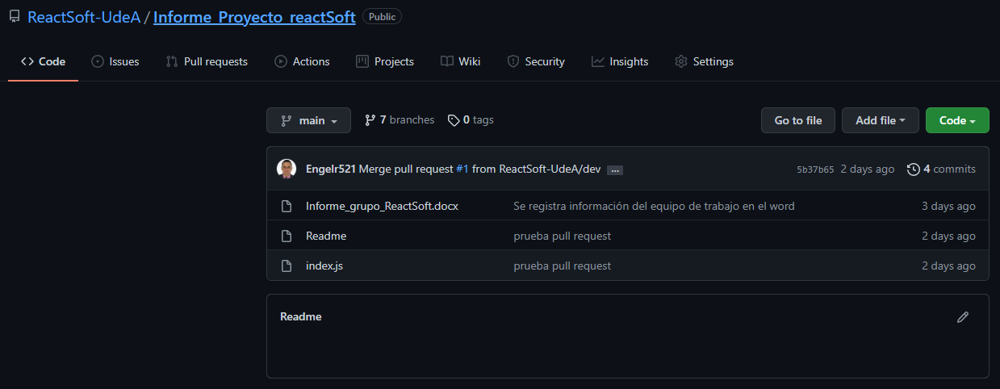 ReactSoft-UdeA / Informe_Proyecto_reactSoft Public
Code Issues Pull requests Actions Projects Wiki Security Insights Settings
main 7 branches 0 tags Go to file Add file Code
Engelr521 Merge pull request #1 from ReactSoft-UdeA/dev ... 5b37b65 2 days ago 4 commits
Informe_grupo_ReactSoft.docx Se registra información del equipo de trabajo en el word 3 days ago
Readme prueba pull request 2 days ago
index.js prueba pull request 2 days ago
Readme